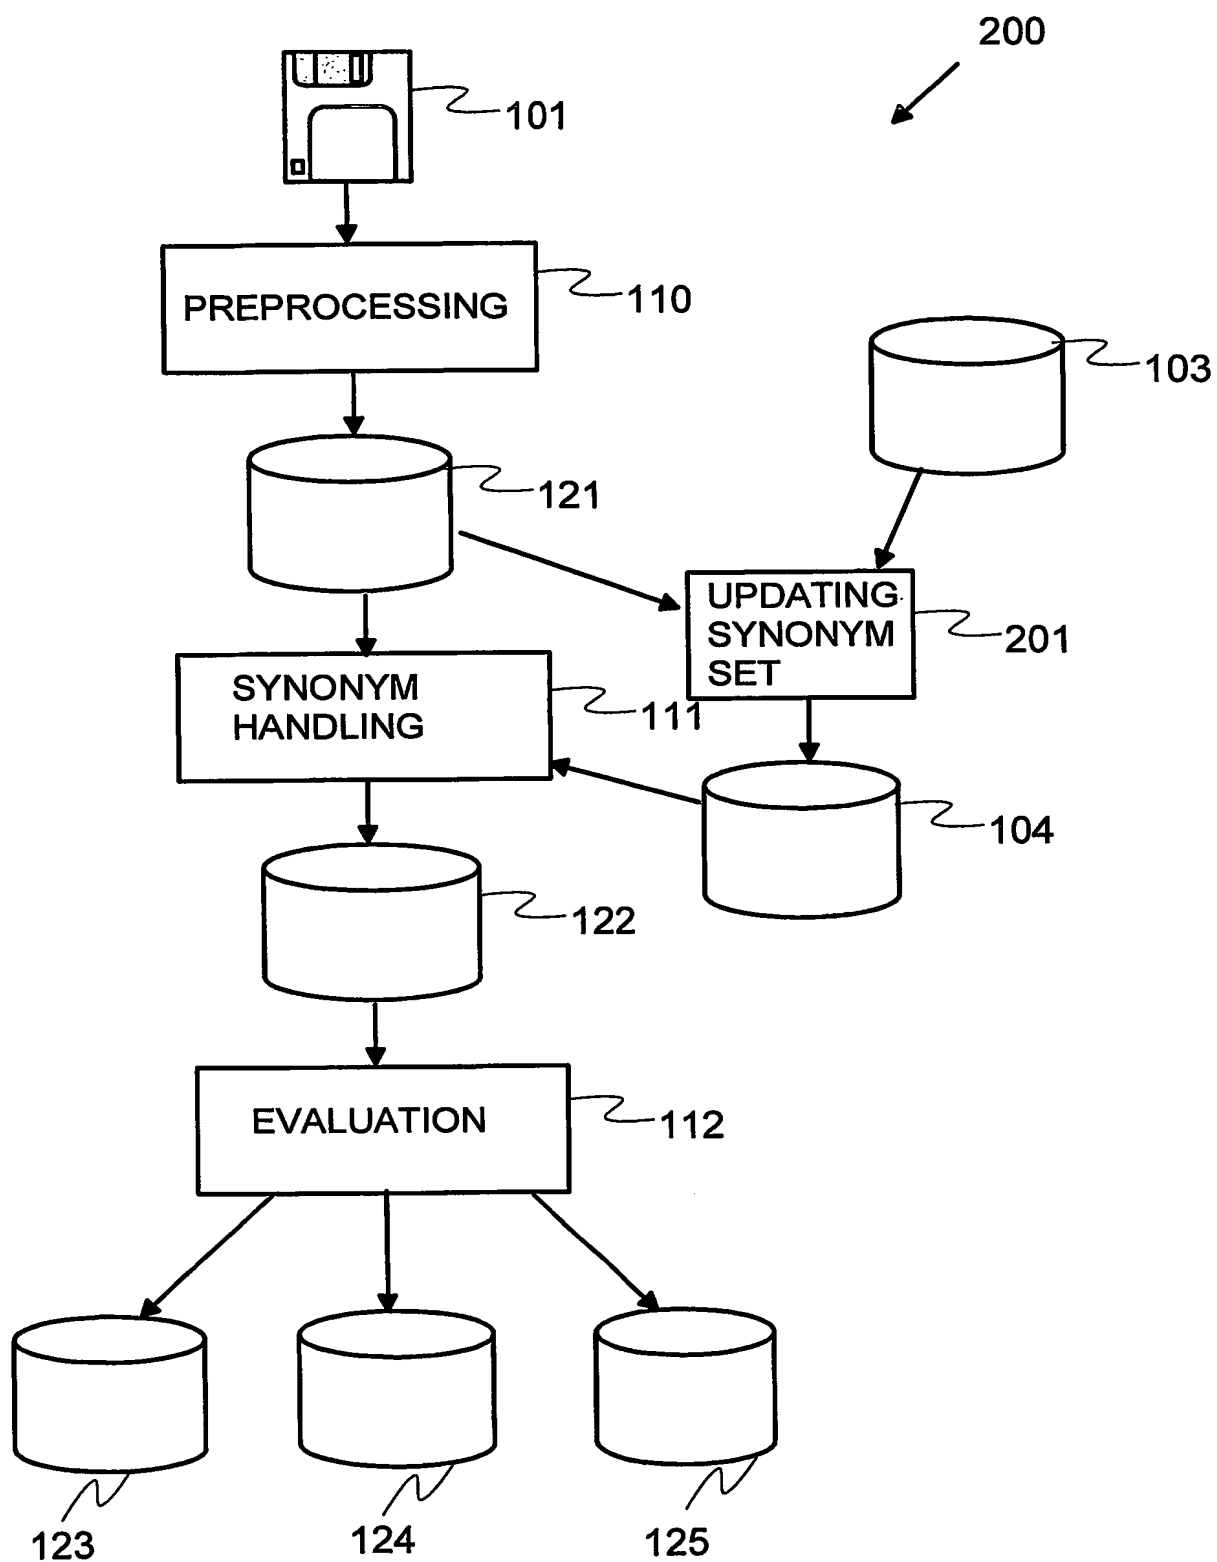 200
101
PREPROCESSING
110
103
121
UPDATING
SYNONYM
SET
201
SYNONYM
HANDLING
111
104
122
EVALUATION
112
123
124
125